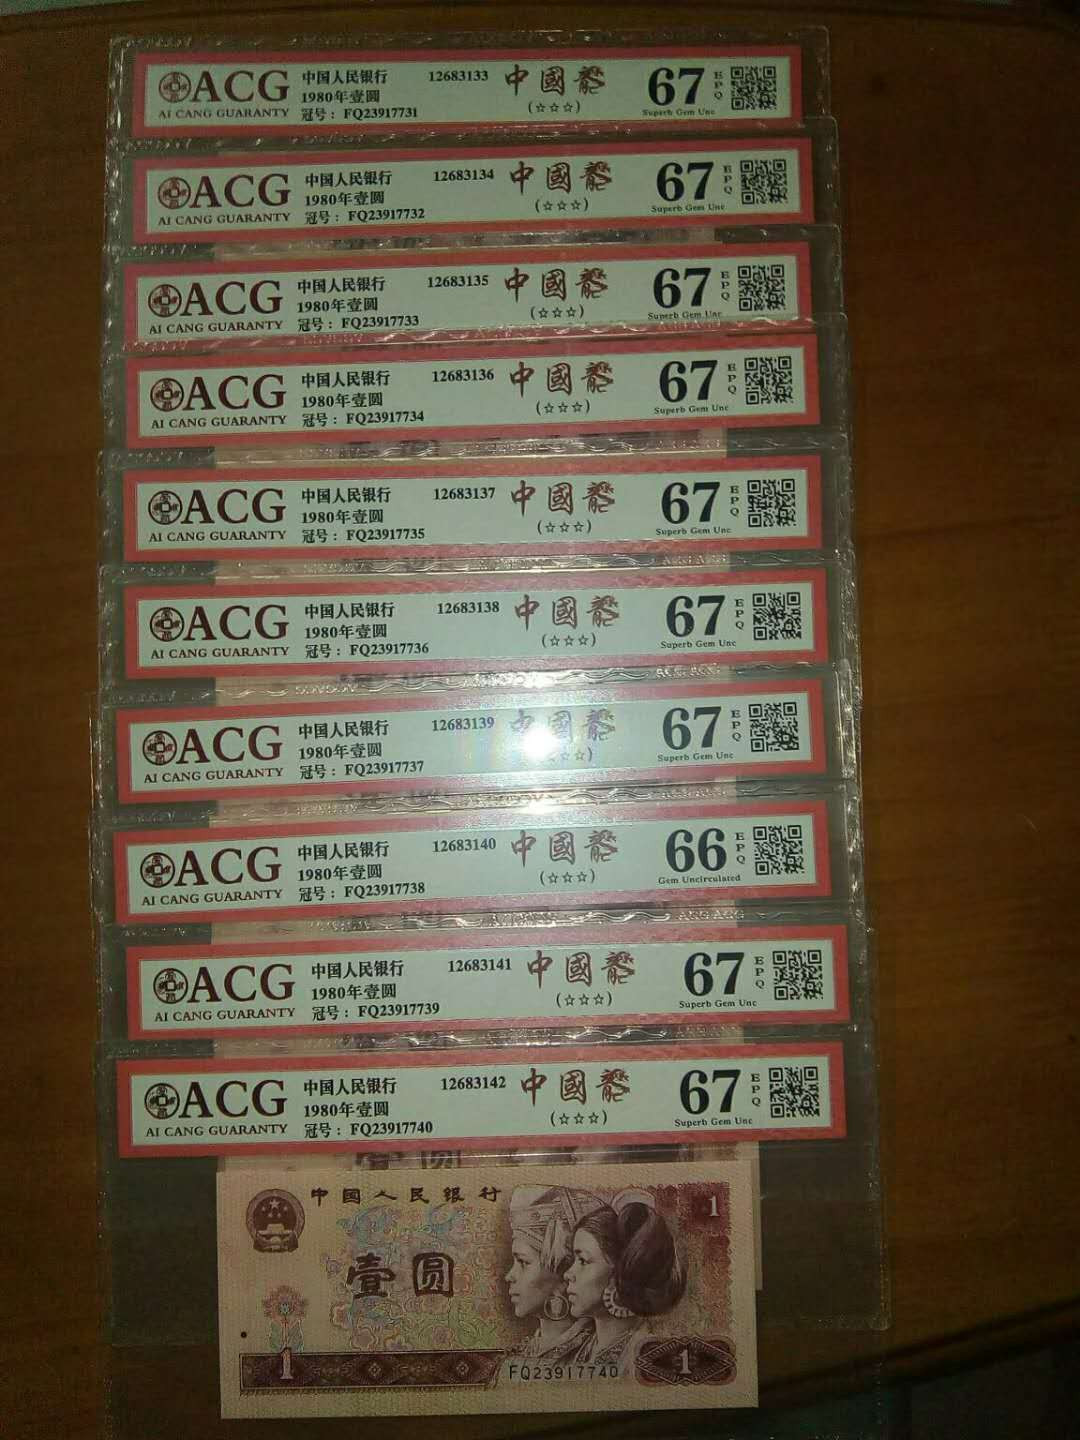 ACG 中国人民银行 12683133 中國龍 67 EPQ
AI CANG GUARANTY 1980年壹圆 (☆☆☆) Superb Gem Unc
冠号： FQ23917731
ACG 中国人民银行 12683134 中國龍 67 EPQ
AI CANG GUARANTY 1980年壹圆 (☆☆☆) Superb Gem Unc
冠号： FQ23917732
ACG 中国人民银行 12683135 中國龍 67 EPQ
AI CANG GUARANTY 1980年壹圆 (☆☆☆) Superb Gem Unc
冠号： FQ23917733
ACG 中国人民银行 12683136 中國龍 67 EPQ
AI CANG GUARANTY 1980年壹圆 (☆☆☆) Superb Gem Unc
冠号： FQ23917734
ACG 中国人民银行 12683137 中國龍 67 EPQ
AI CANG GUARANTY 1980年壹圆 (☆☆☆) Superb Gem Unc
冠号： FQ23917735
ACG 中国人民银行 12683138 中國龍 67 EPQ
AI CANG GUARANTY 1980年壹圆 (☆☆☆) Superb Gem Unc
冠号： FQ23917736
ACG 中国人民银行 12683139 中國龍 67 EPQ
AI CANG GUARANTY 1980年壹圆 (☆☆☆) Superb Gem Unc
冠号： FQ23917737
ACG 中国人民银行 12683140 中國龍 66 EPQ
AI CANG GUARANTY 1980年壹圆 (☆☆☆) Gem Uncirculated
冠号： FQ23917738
ACG 中国人民银行 12683141 中國龍 67 EPQ
AI CANG GUARANTY 1980年壹圆 (☆☆☆) Superb Gem Unc
冠号： FQ23917739
ACG 中国人民银行 12683142 中國龍 67 EPQ
AI CANG GUARANTY 1980年壹圆 (☆☆☆) Superb Gem Unc
冠号： FQ23917740
中国人民银行
1
壹圆
1
FQ23917740
1